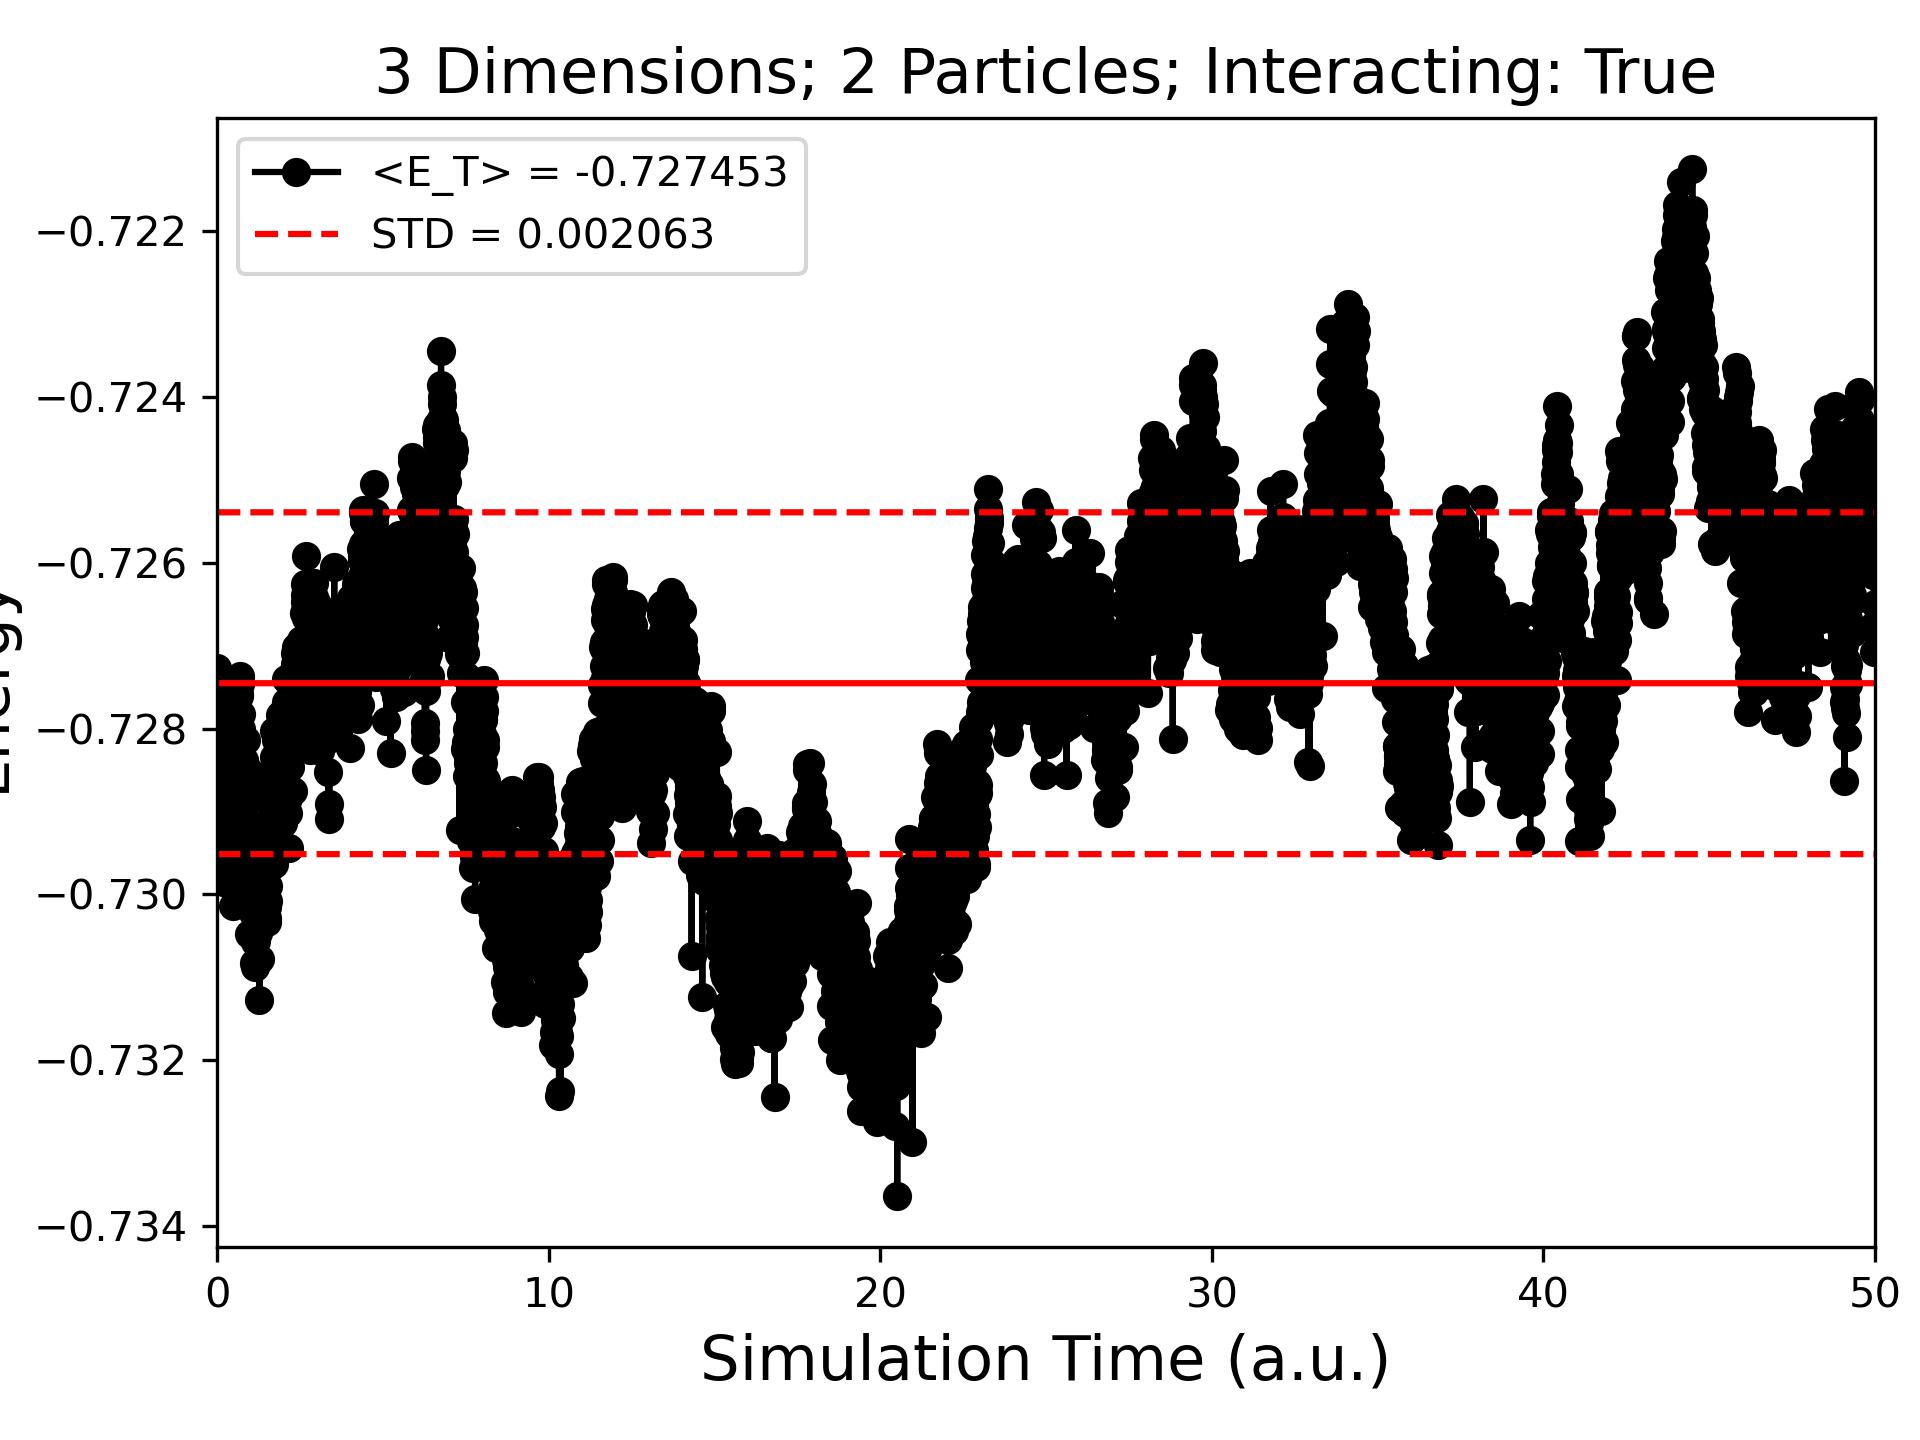 3 Dimensions; 2 Particles; Interacting: True
<E_T> = -0.727453
STD = 0.002063
−0.722
−0.724
−0.726
−0.728
−0.730
−0.732
−0.734
Energy
0 10 20 30 40 50
Simulation Time (a.u.)